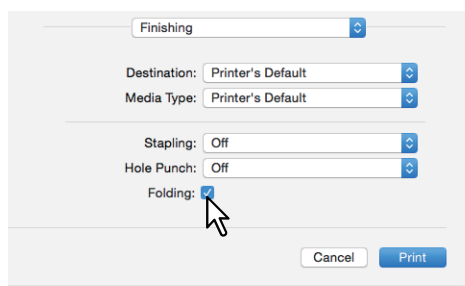 Finishing
Destination: Printer's Default
Media Type: Printer's Default
Stapling: Off
Hole Punch: Off
Folding:
Cancel Print